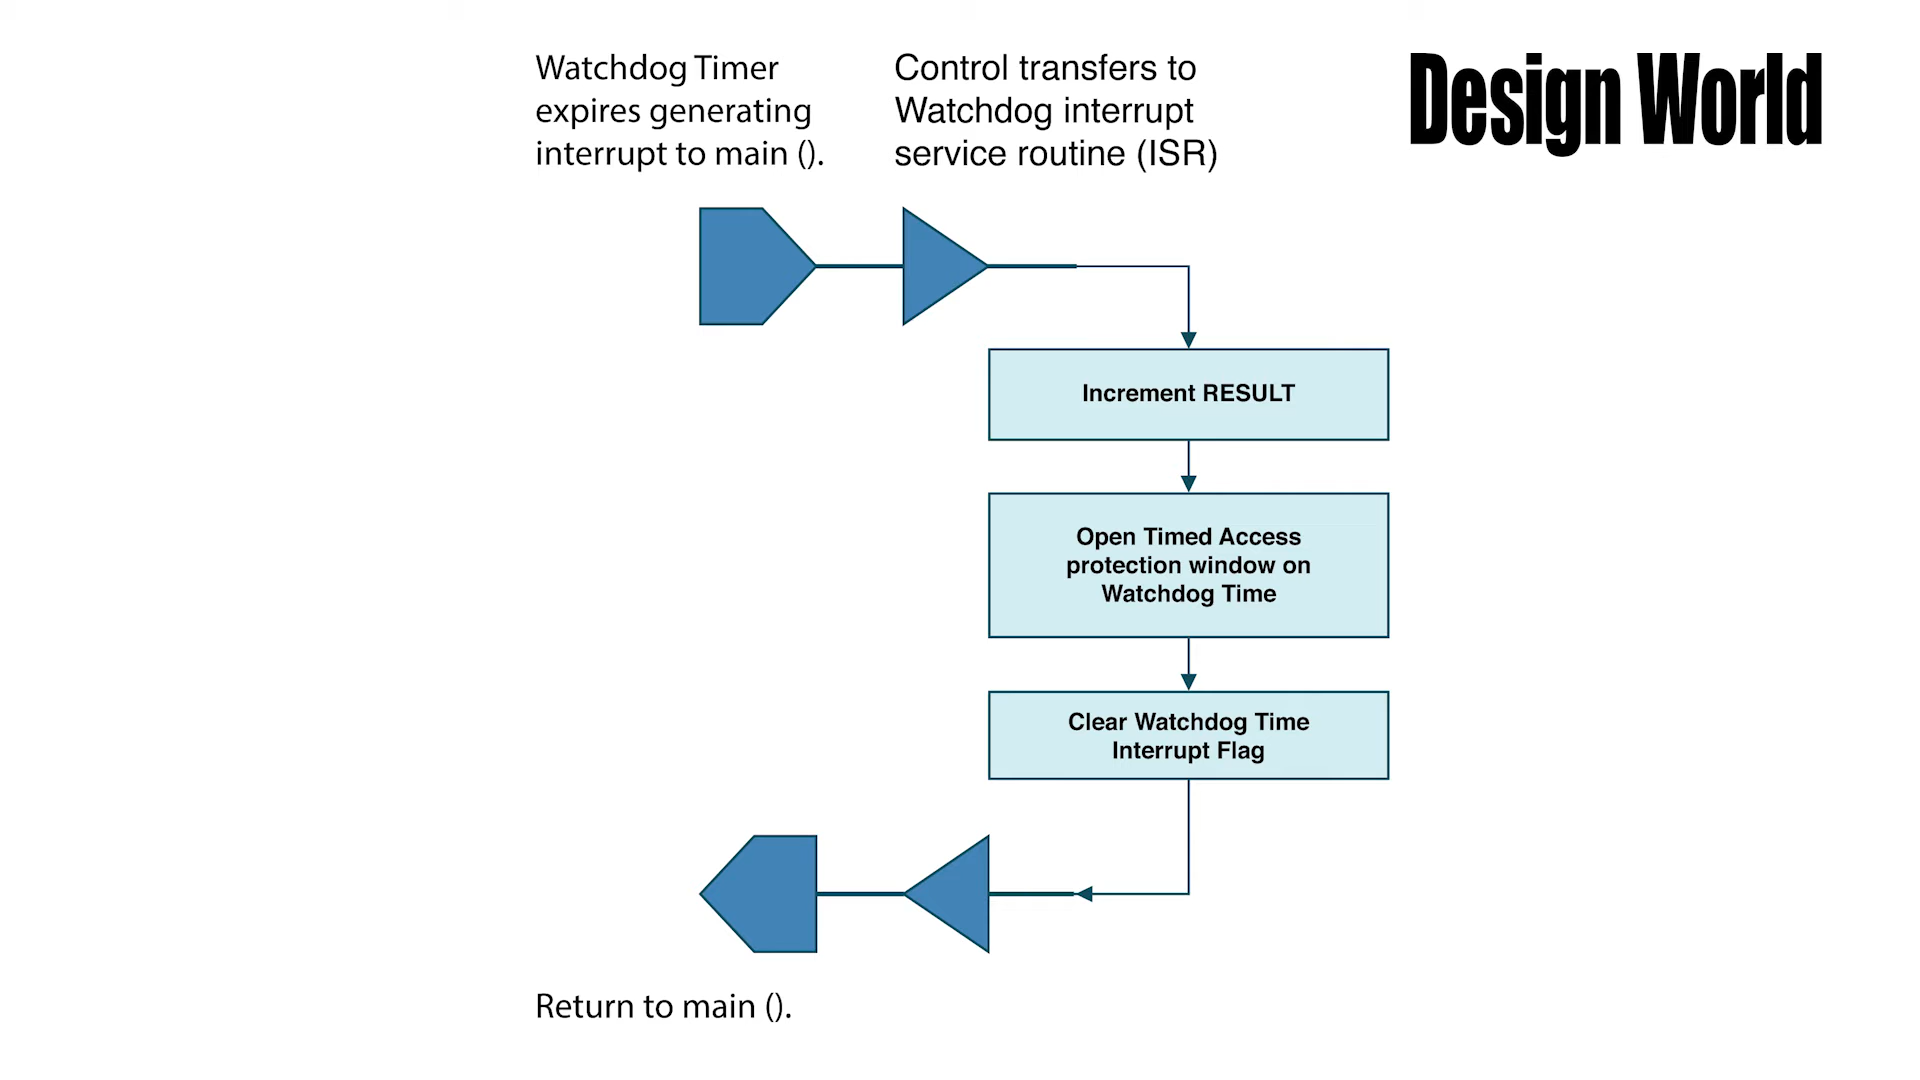 Watchdog Timer
expires generating
interrupt to main ().
Control transfers to
Watchdog interrupt
service routine (ISR)
Design World
Increment RESULT
Open Timed Access
protection window on
Watchdog Time
Clear Watchdog Time
Interrupt Flag
Return to main ().